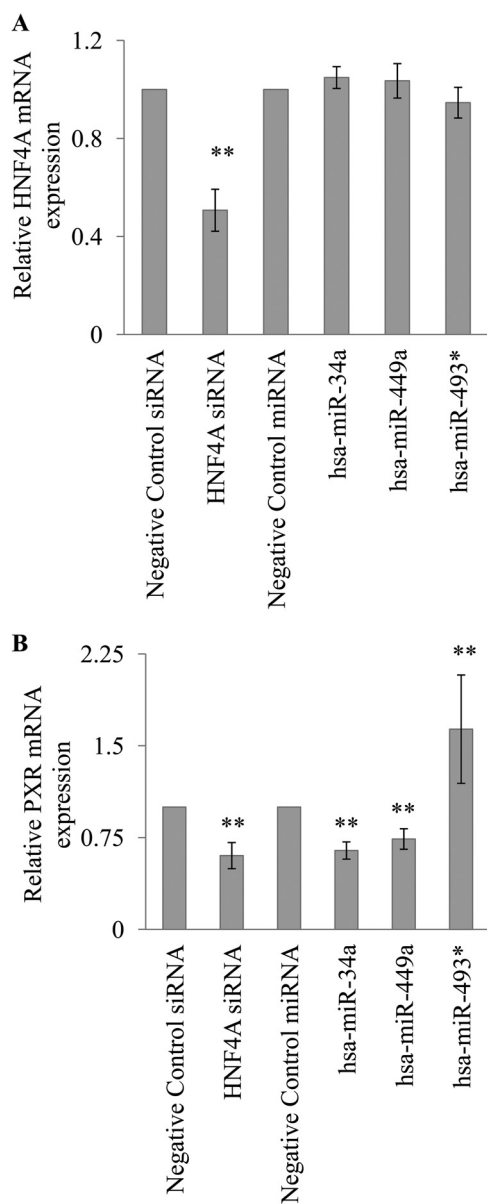 A
Relative HNF4A mRNA
expression
1.2
0.8
0.4
0
**
Negative Control siRNA
HNF4A siRNA
Negative Control miRNA
hsa-miR-34a
hsa-miR-449a
hsa-miR-493*
B
Relative PXR mRNA
expression
2.25
1.5
0.75
0
**
**
**
**
Negative Control siRNA
HNF4A siRNA
Negative Control miRNA
hsa-miR-34a
hsa-miR-449a
hsa-miR-493*